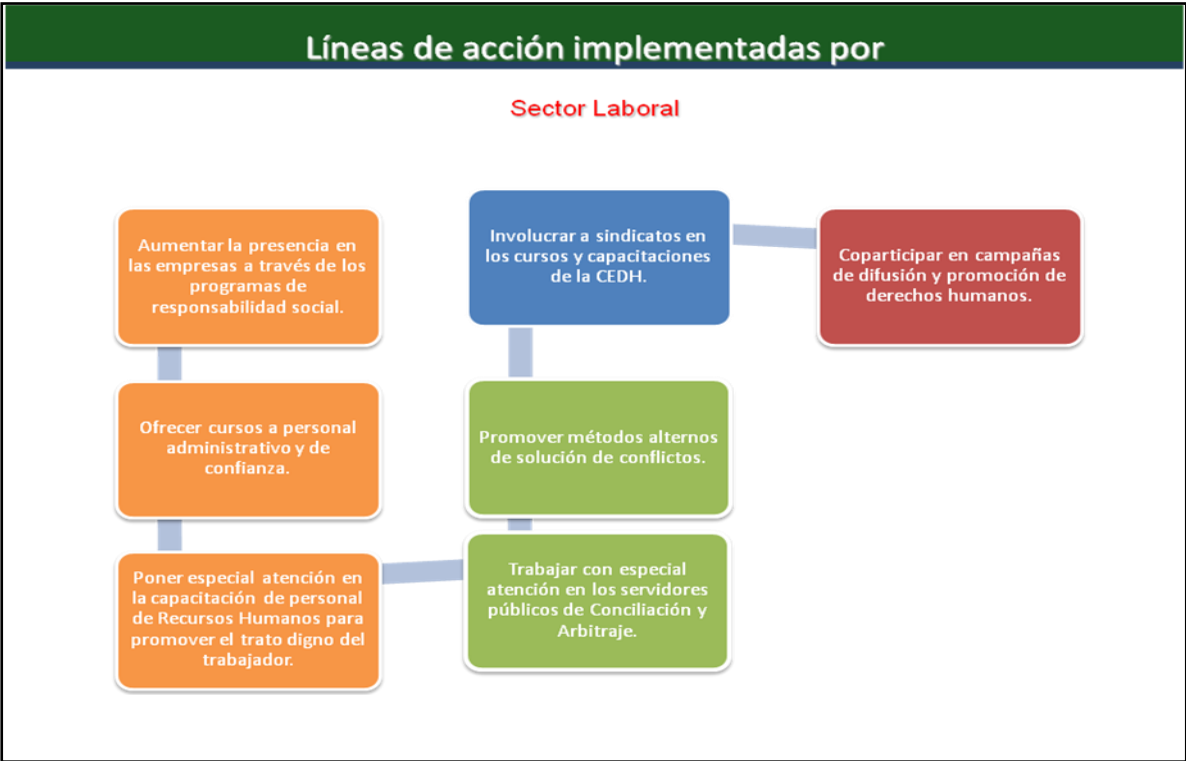 Líneas de acción implementadas por
Sector Laboral
Aumentar la presencia en
las empresas a través de los
programas de
responsabilidad social.
Ofrecer cursos a personal
administrativo y de
confianza.
Poner especial atención en
la capacitación de personal
de Recursos Humanos para
promover el trato digno del
trabajador.
Trabajar con especial
atención en los servidores
públicos de Conciliación y
Arbitraje.
Promover métodos alternos
de solución de conflictos.
Involucrar a sindicatos en
los cursos y capacitaciones
de la CEDH.
Coparticipar en campañas
de difusión y promoción de
derechos humanos.